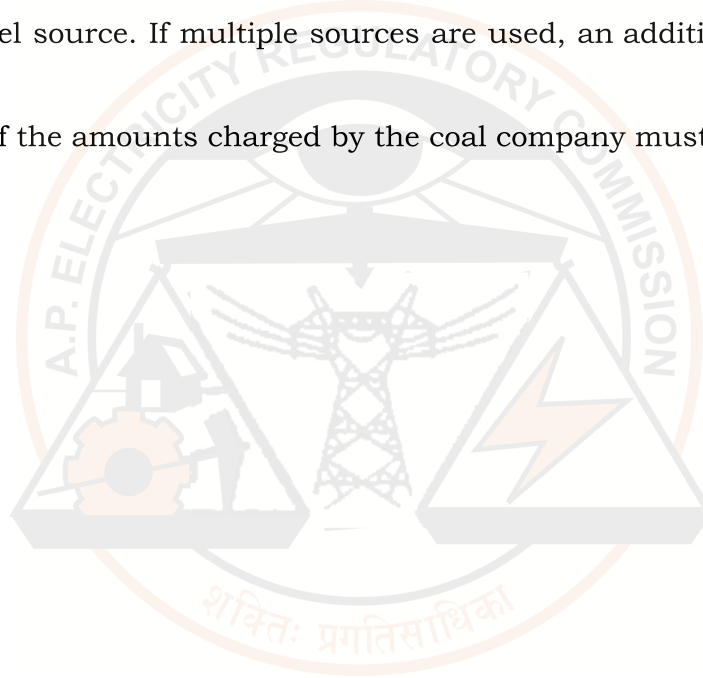 el source. If multiple sources are used, an additi
f the amounts charged by the coal company must
A.P. ELECTRICITY REGULATORY COMMISSION
शक्तिः प्रगतिसाधिका